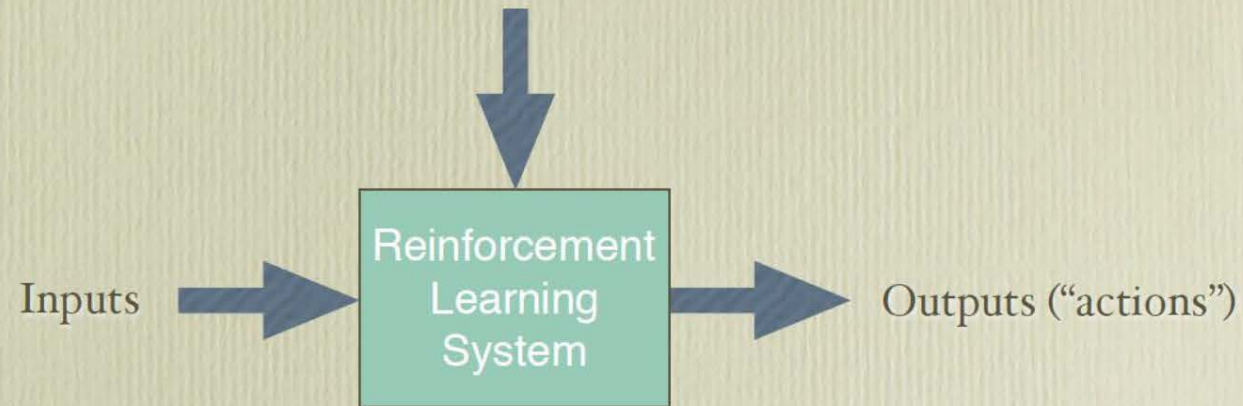 Inputs
Reinforcement
Learning
System
Outputs (“actions”)